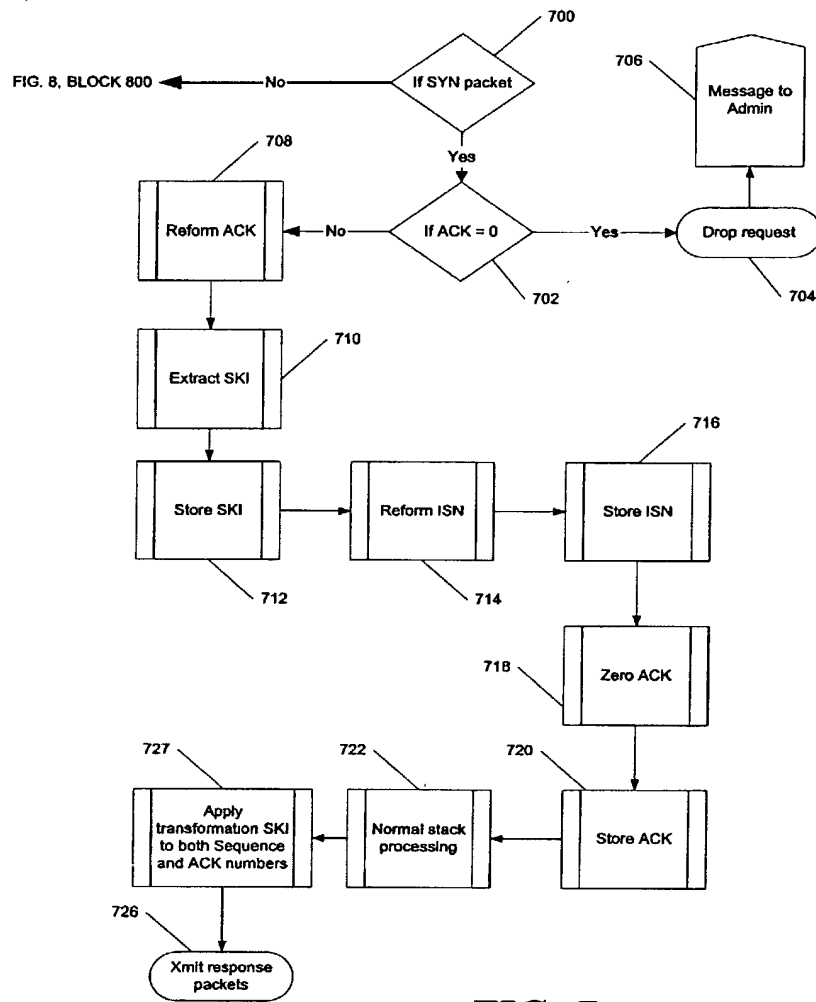 700
706
FIG. 8, BLOCK 800
No
If SYN packet
Message to
Admin
708
Yes
Reform ACK
No
If ACK = 0
Yes
Drop request
702
704
710
Extract SKI
716
Store SKI
Reform ISN
Store ISN
712
714
718
Zero ACK
727
722
720
Apply
transformation SKI
to both Sequence
and ACK numbers
Normal stack
processing
Store ACK
726
Xmit response
packets